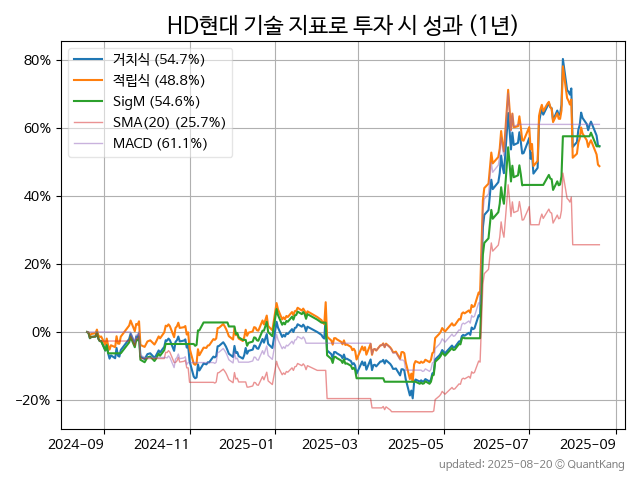 HD현대 기술 지표로 투자 시 성과 (1년)
거치식 (54.7%)
적립식 (48.8%)
SigM (54.6%)
SMA(20) (25.7%)
MACD (61.1%)
80%
60%
40%
20%
0%
−20%
2024-09 2024-11 2025-01 2025-03 2025-05 2025-07 2025-09
updated: 2025-08-20 © QuantKang